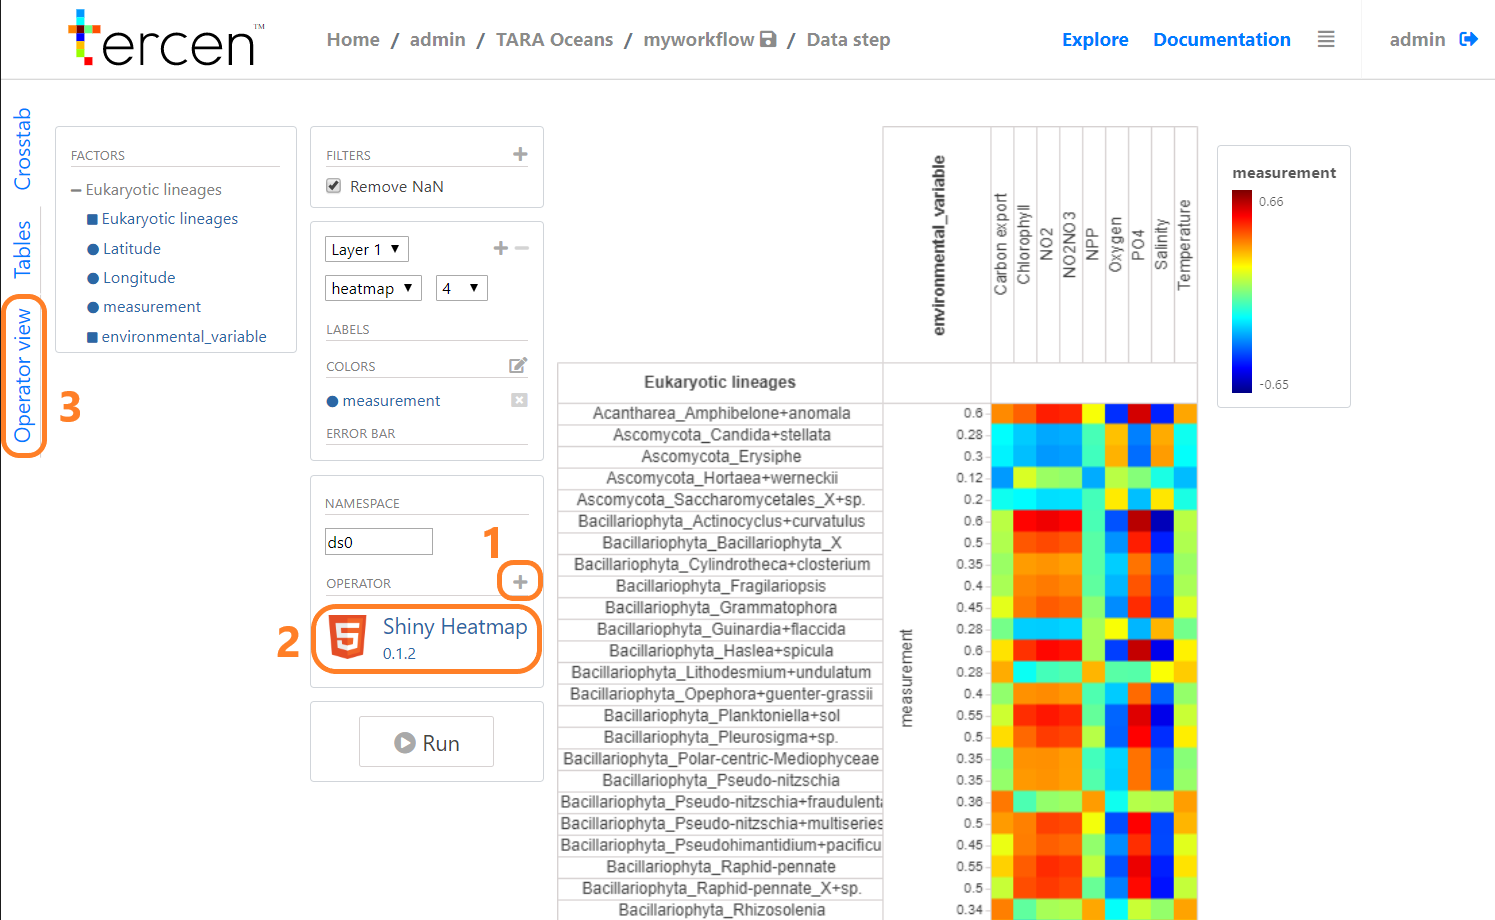 tercen™
Home / admin / TARA Oceans / myworkflow / Data step
Explore Documentation admin
Crosstab
Tables
Operator view
3
FACTORS
Eukaryotic lineages
Eukaryotic lineages
Latitude
Longitude
measurement
environmental_variable
FILTERS
Remove NaN
Layer 1
heatmap 4
LABELS
COLORS
measurement
ERROR BAR
NAMESPACE
ds0
1
OPERATOR
2
Shiny Heatmap
0.1.2
Run
environmental_variable
Carbon export
Chlorophyll
NO2
NO2NO3
NPP
Oxygen
PO4
Salinity
Temperature
Eukaryotic lineages
measurement
Acantharea_Amphibelone+anomala 0.6
Ascomycota_Candida+stellata 0.28
Ascomycota_Erysiphe 0.3
Ascomycota_Hortaea+werneckii 0.12
Ascomycota_Saccharomycetales_X+sp. 0.2
Bacillariophyta_Actinocyclus+curvatulus 0.6
Bacillariophyta_Bacillariophyta_X 0.5
Bacillariophyta_Cylindrotheca+closterium 0.35
Bacillariophyta_Fragilariopsis 0.4
Bacillariophyta_Grammatophora 0.45
Bacillariophyta_Guinardia+flaccida 0.28
Bacillariophyta_Haslea+spicula 0.6
Bacillariophyta_Lithodesmium+undulatum 0.28
Bacillariophyta_Opephora+guenter-grassii 0.4
Bacillariophyta_Planktoniella+sol 0.55
Bacillariophyta_Pleurosigma+sp. 0.5
Bacillariophyta_Polar-centric-Mediophyceae 0.35
Bacillariophyta_Pseudo-nitzschia 0.35
Bacillariophyta_Pseudo-nitzschia+fraudulenta 0.36
Bacillariophyta_Pseudo-nitzschia+multiseries 0.5
Bacillariophyta_Pseudohimantidium+pacificu 0.45
Bacillariophyta_Raphid-pennate 0.55
Bacillariophyta_Raphid-pennate_X+sp. 0.5
Bacillariophyta_Rhizosolenia 0.34
measurement
0.66
-0.65